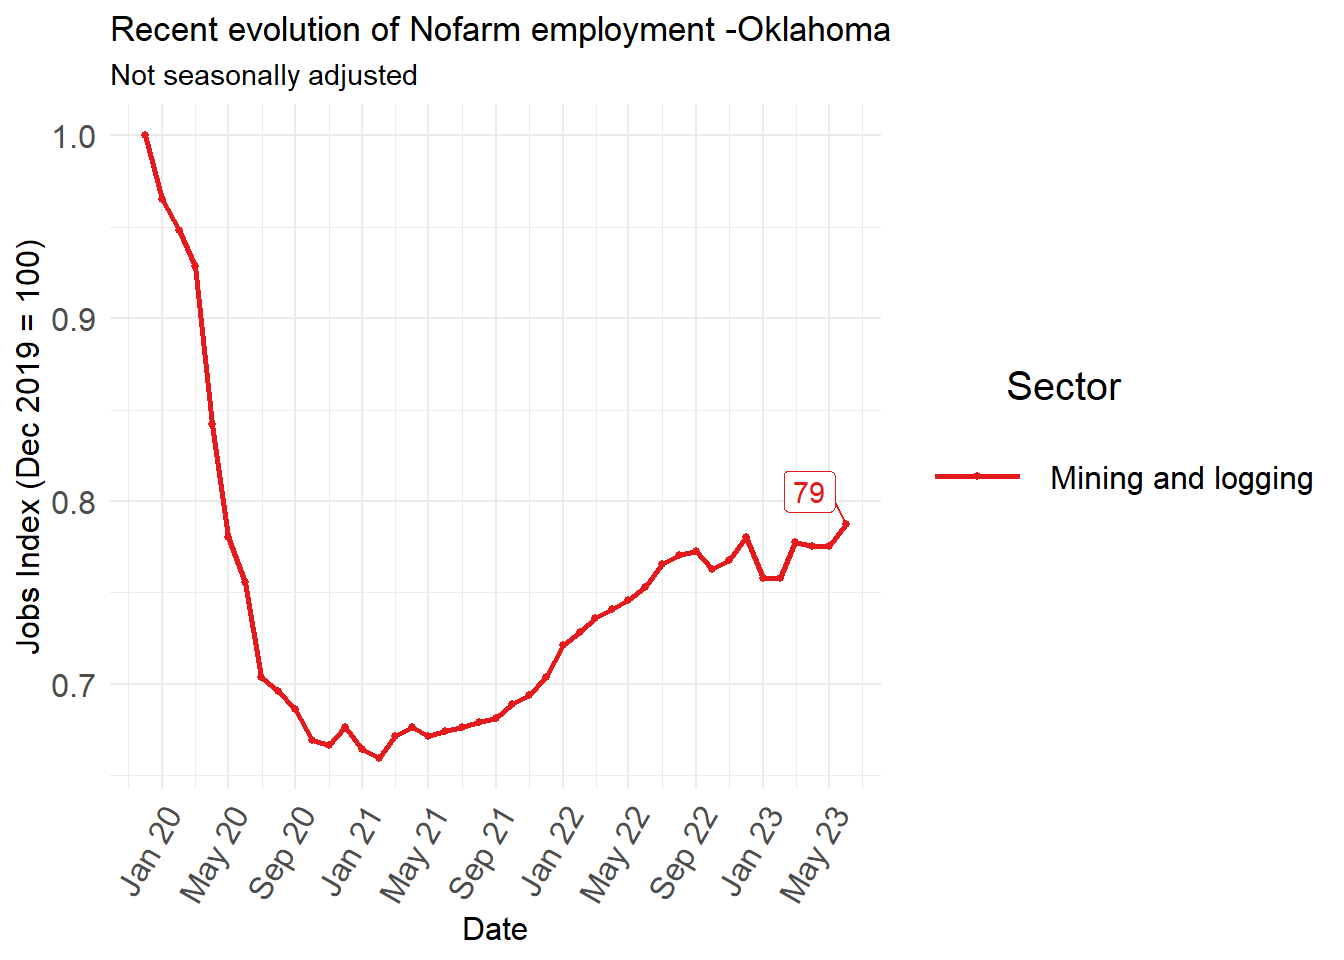 Recent evolution of Nofarm employment -Oklahoma
Not seasonally adjusted
Jobs Index (Dec 2019 = 100)
1.0
0.9
0.8
0.7
79
Jan 20
May 20
Sep 20
Jan 21
May 21
Sep 21
Jan 22
May 22
Sep 22
Jan 23
May 23
Date
Sector
Mining and logging